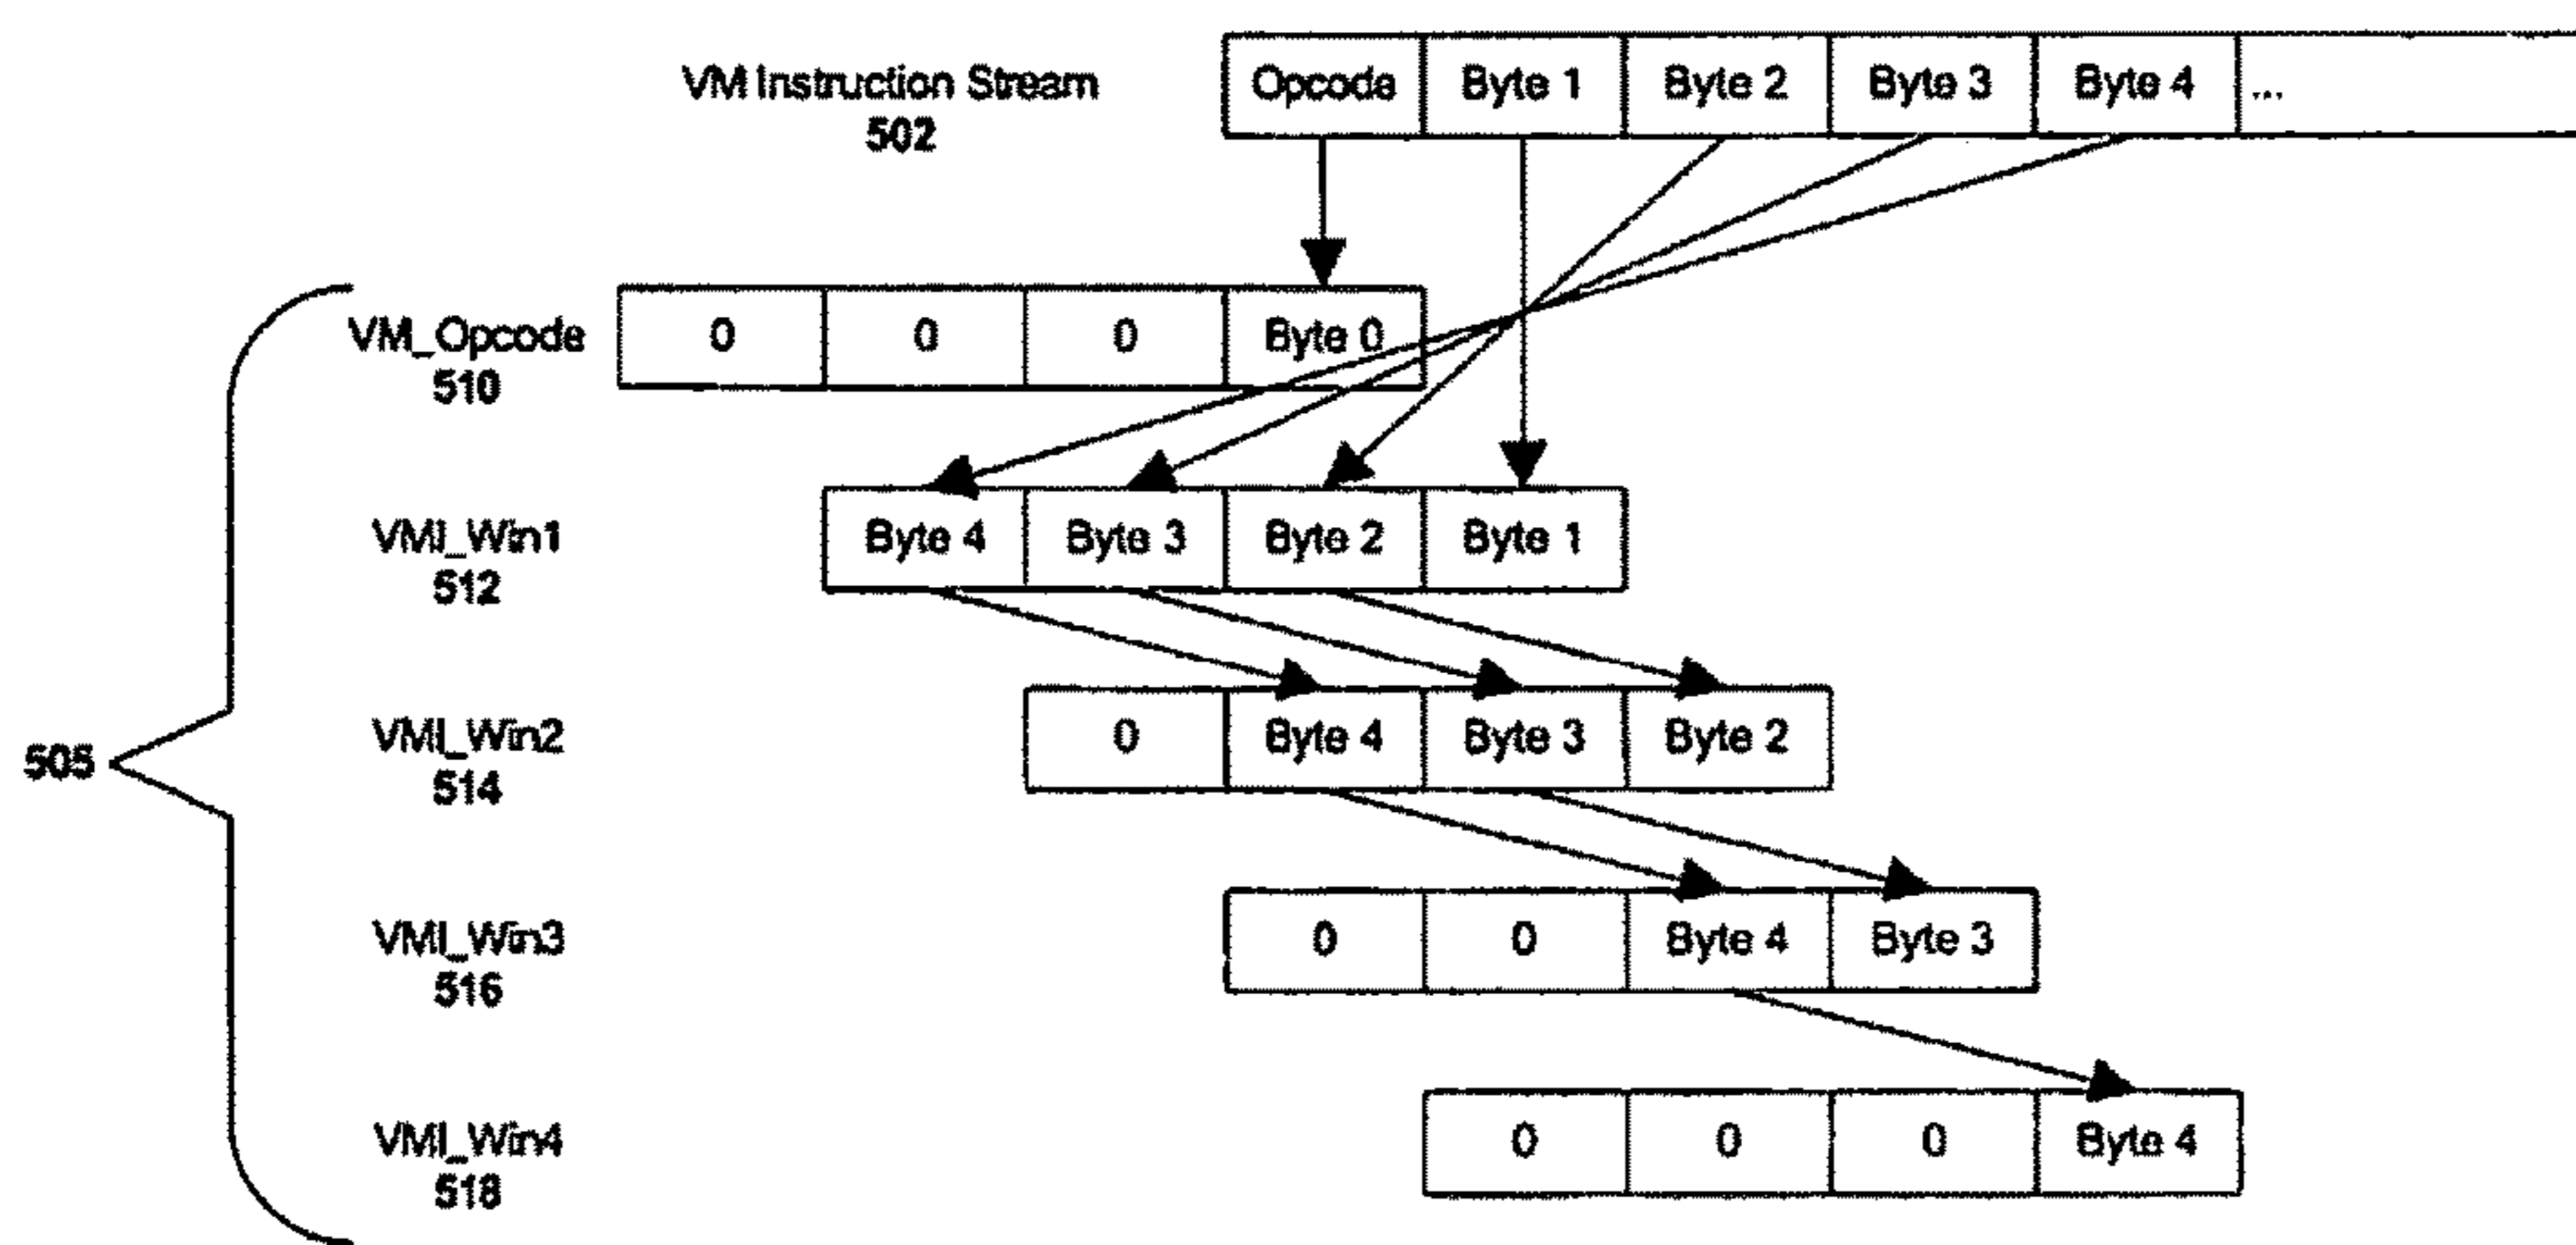 VM Instruction Stream Opcode Byte 1 Byte 2 Byte 3 Byte 4 ...
502
VM_Opcode 0 0 0 Byte 0
510
VMI_Win1 Byte 4 Byte 3 Byte 2 Byte 1
512
505
VMI_Win2 0 Byte 4 Byte 3 Byte 2
514
VMI_Win3 0 0 Byte 4 Byte 3
516
VMI_Win4 0 0 0 Byte 4
518